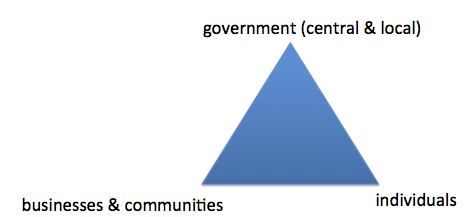 government (central & local)
businesses & communities
individuals